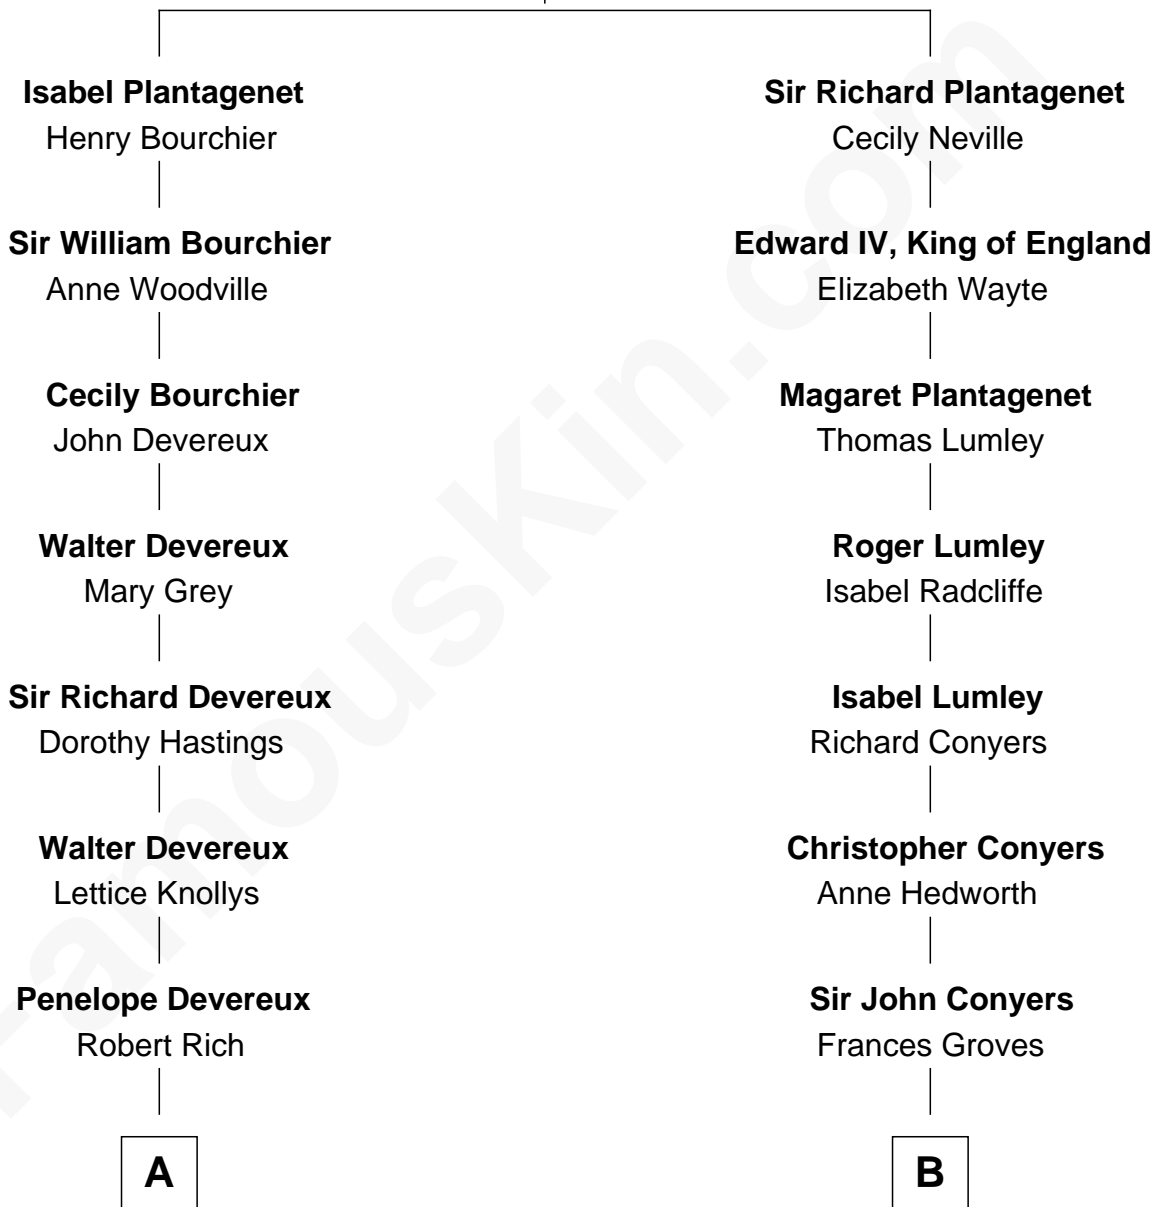 Isabel Plantagenet
Henry Bourchier
Sir William Bourchier
Anne Woodville
Cecily Bourchier
John Devereux
Walter Devereux
Mary Grey
Sir Richard Devereux
Dorothy Hastings
Walter Devereux
Lettice Knollys
Penelope Devereux
Robert Rich
A
Sir Richard Plantagenet
Cecily Neville
Edward IV, King of England
Elizabeth Wayte
Magaret Plantagenet
Thomas Lumley
Roger Lumley
Isabel Radcliffe
Isabel Lumley
Richard Conyers
Christopher Conyers
Anne Hedworth
Sir John Conyers
Frances Groves
B
FamousKin.com